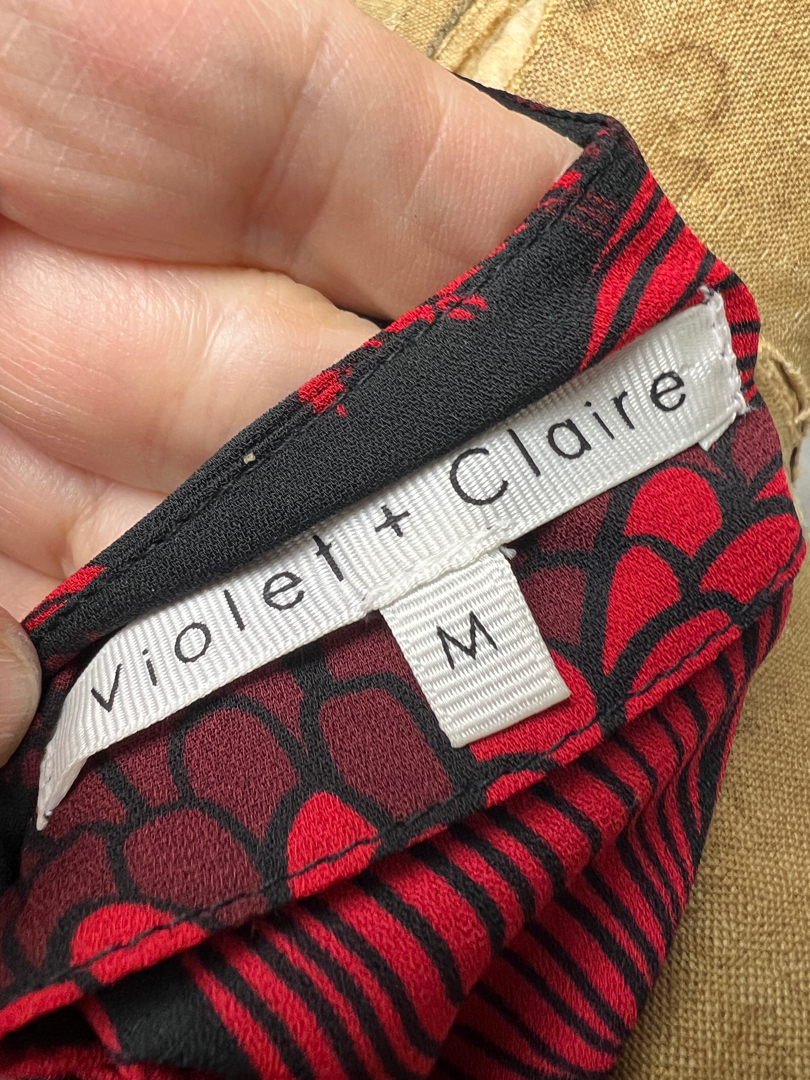 Violet + Claire
M